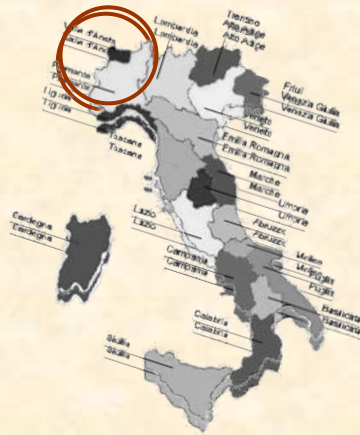 Trentino
Trentino
Alto Adige
Alto Adige
Lombardia
Lombardia
Valle d'Aosta
Valle d'Aosta
Piemonte
Piemonte
Friuli
Friuli
Venezia Giulia
Venezia Giulia
Veneto
Veneto
Liguria
Liguria
Emilia Romagna
Emilia Romagna
Toscana
Toscana
Marche
Marche
Umbria
Umbria
Lazio
Lazio
Abruzzo
Abruzzo
Sardegna
Sardegna
Molise
Molise
Campania
Campania
Puglia
Puglia
Basilicata
Basilicata
Calabria
Calabria
Sicilia
Sicilia